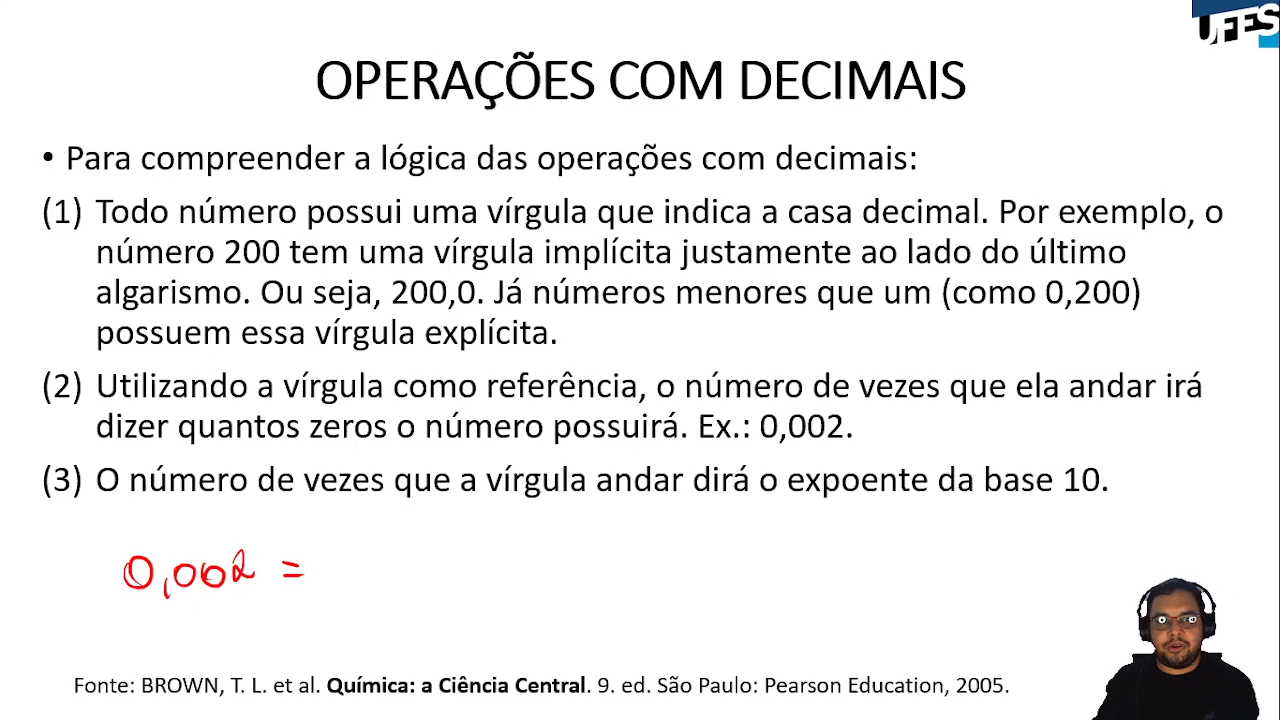 UFES
OPERAÇÕES COM DECIMAIS
• Para compreender a lógica das operações com decimais:
(1) Todo número possui uma vírgula que indica a casa decimal. Por exemplo, o
número 200 tem uma vírgula implícita justamente ao lado do último
algarismo. Ou seja, 200,0. Já números menores que um (como 0,200)
possuem essa vírgula explícita.
(2) Utilizando a vírgula como referência, o número de vezes que ela andar irá
dizer quantos zeros o número possuirá. Ex.: 0,002.
(3) O número de vezes que a vírgula andar dirá o expoente da base 10.
0,002 =
Fonte: BROWN, T. L. et al. Química: a Ciência Central. 9. ed. São Paulo: Pearson Education, 2005.